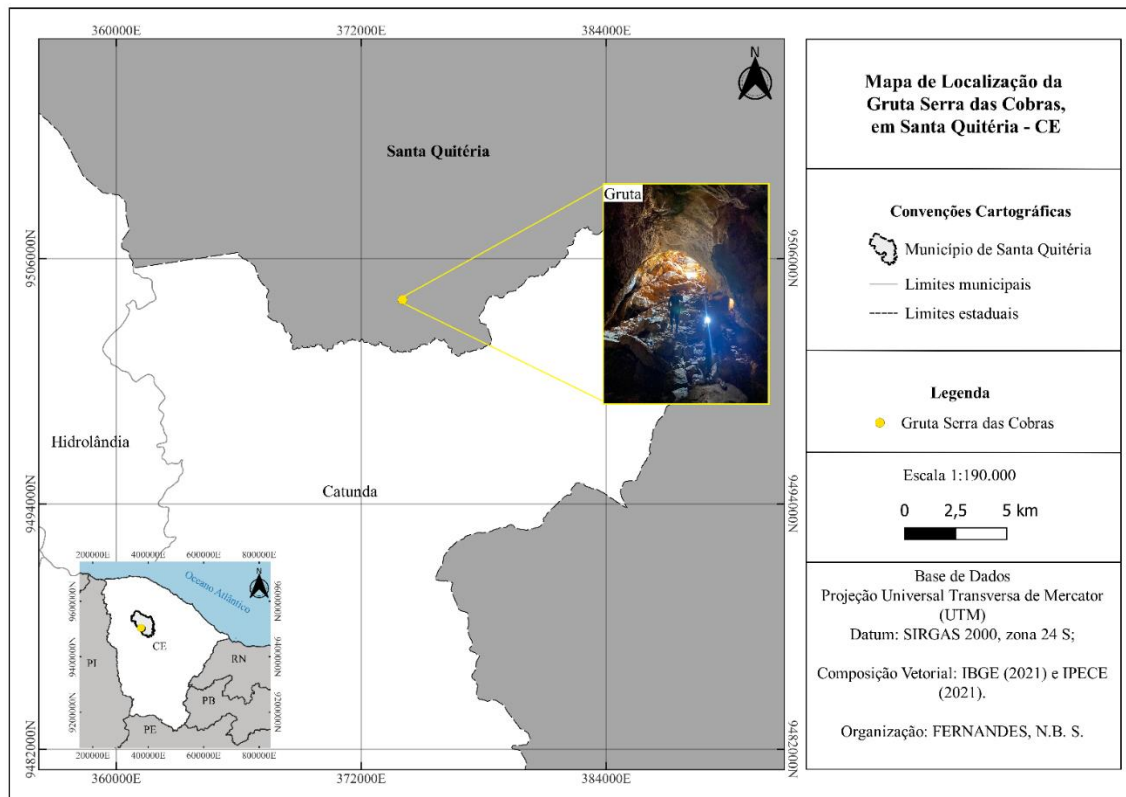 360000E
372000E
384000E
N
Santa Quitéria
Gruta
9506000N
9506000N
Hidrolândia
Catunda
9494000N
9494000N
9482000N
9482000N
360000E
372000E
384000E
200000E
400000E
600000E
800000E
N
Oceano Atlântico
9600000N
9600000N
CE
PI
RN
9400000N
9400000N
PB
9200000N
9200000N
PE
200000E
400000E
600000E
800000E
Mapa de Localização da
Gruta Serra das Cobras,
em Santa Quitéria - CE
Convenções Cartográficas
Município de Santa Quitéria
Limites municipais
Limites estaduais
Legenda
Gruta Serra das Cobras
Escala 1:190.000
0 2,5 5 km
Base de Dados
Projeção Universal Transversa de Mercator
(UTM)
Datum: SIRGAS 2000, zona 24 S;
Composição Vetorial: IBGE (2021) e IPECE
(2021).
Organização: FERNANDES, N.B. S.